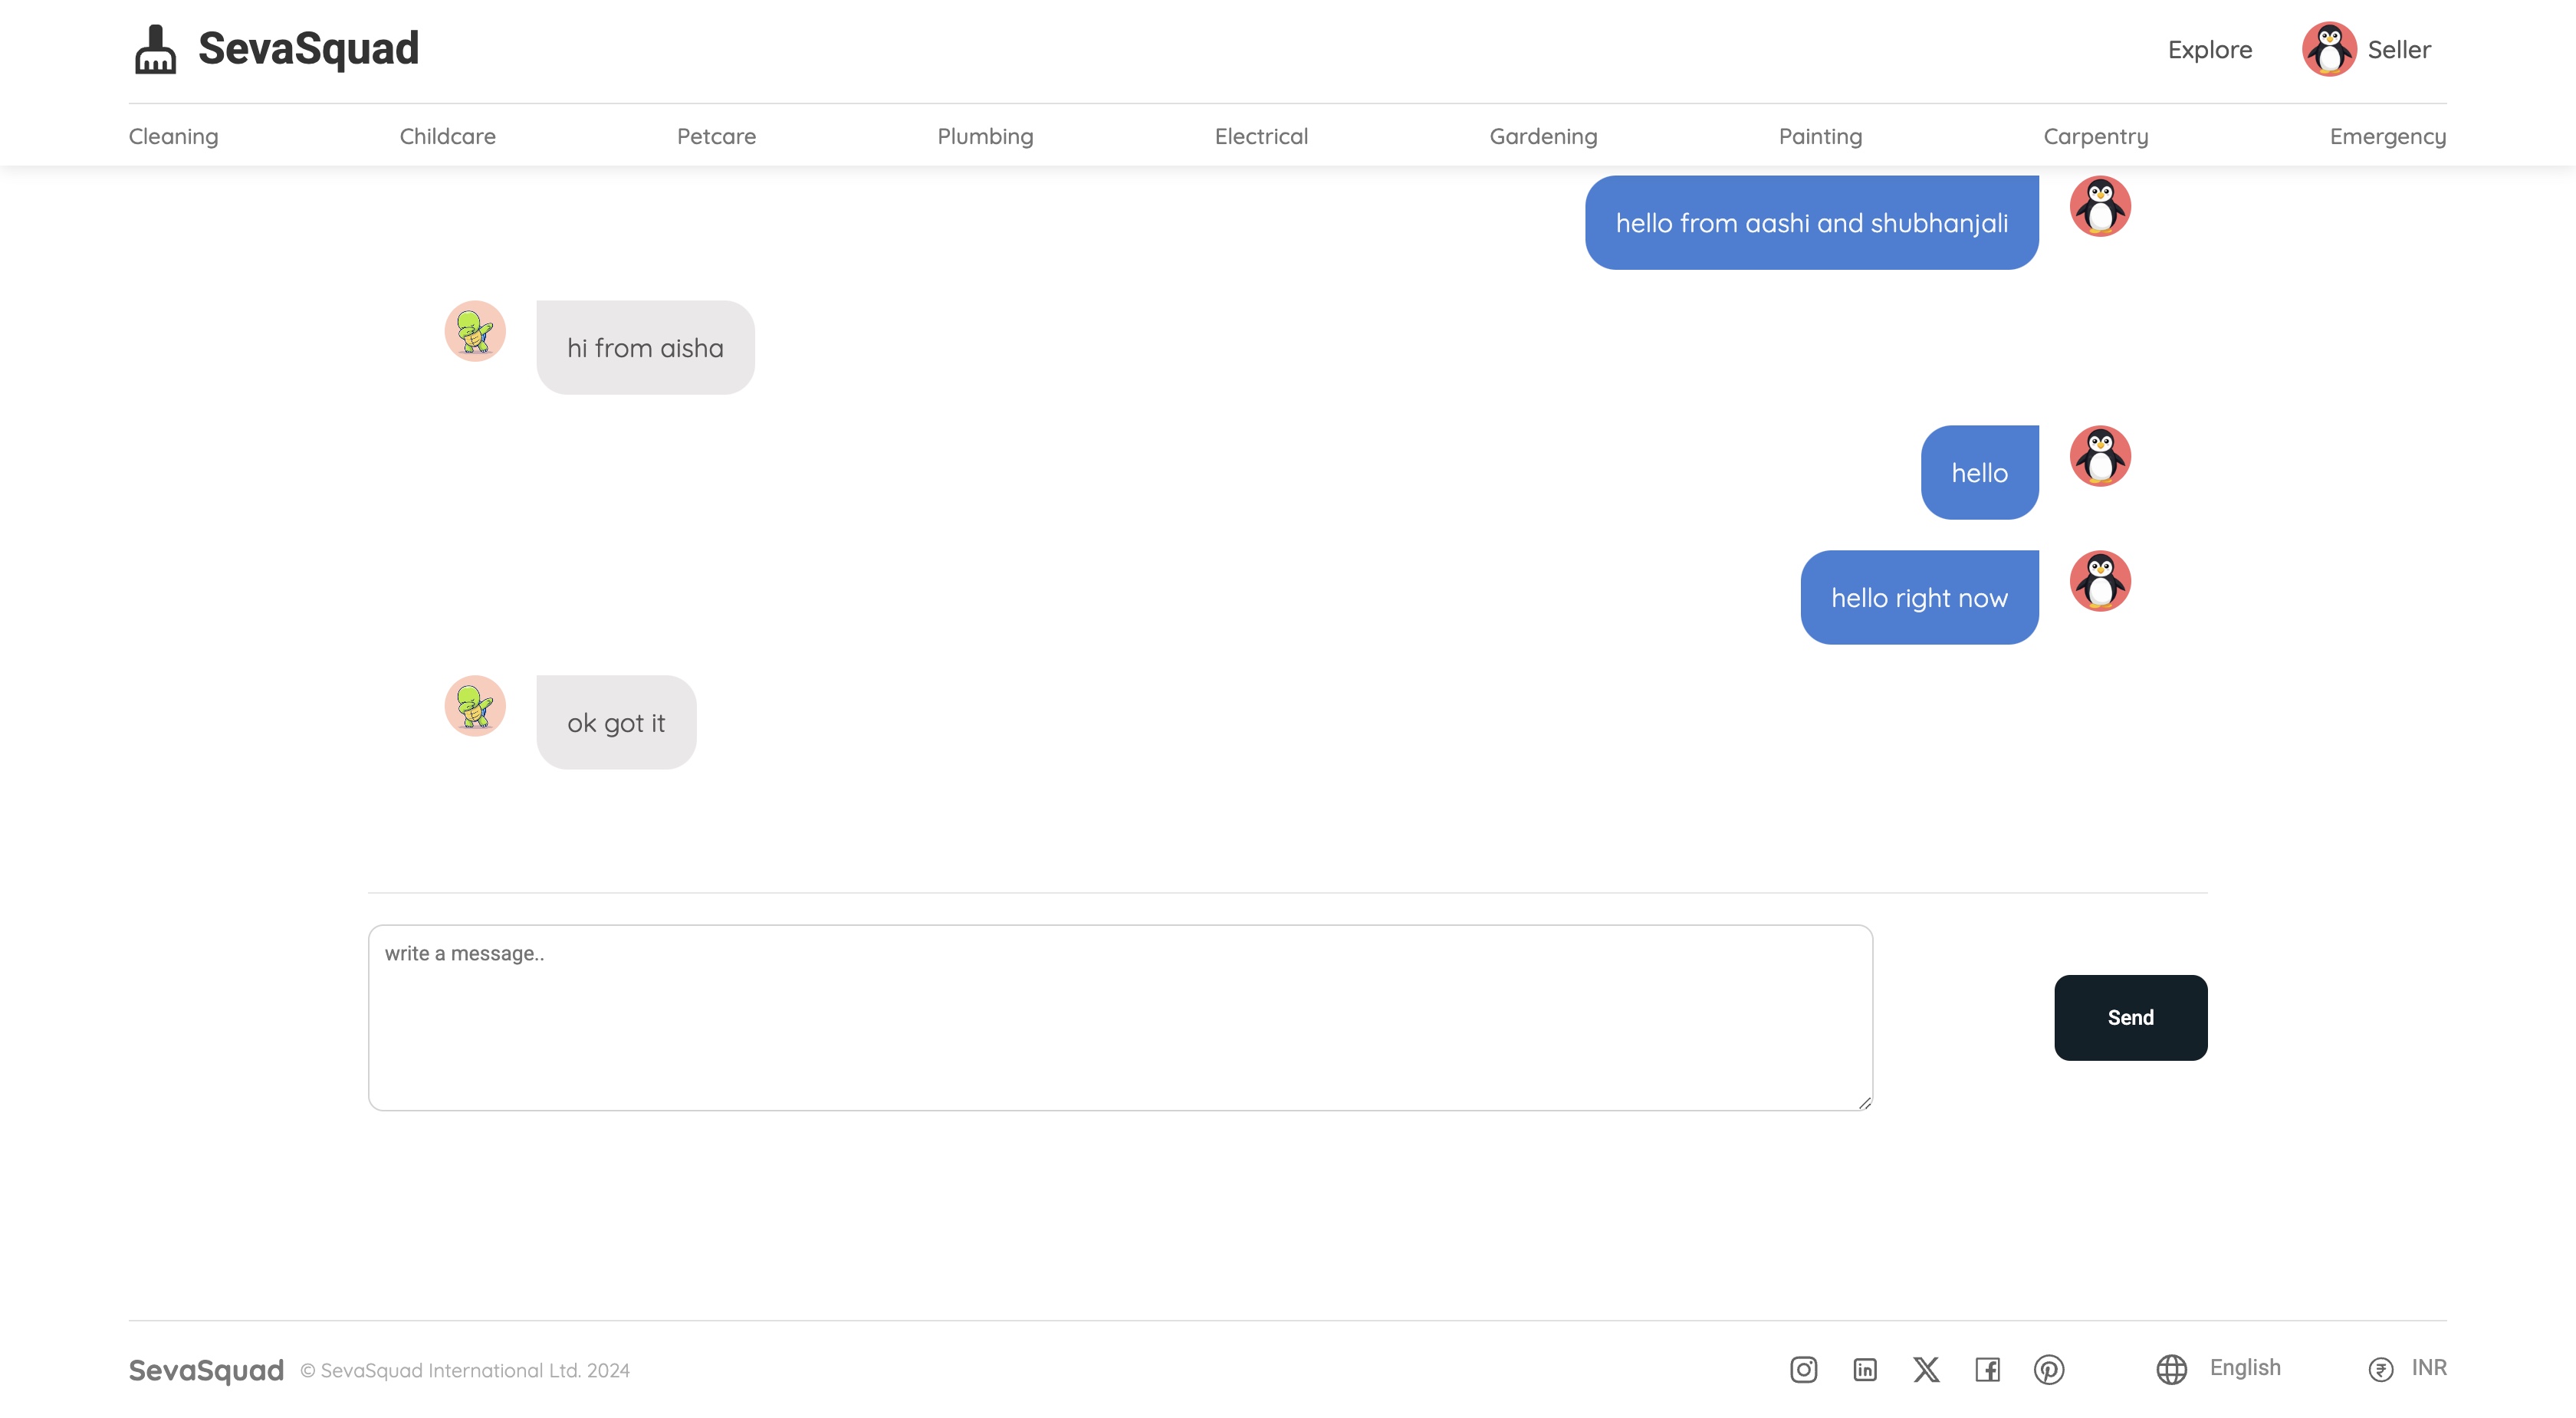 SevaSquad
Explore
Seller
Cleaning Childcare Petcare Plumbing Electrical Gardening Painting Carpentry Emergency
hello from aashi and shubhanjali
hi from aisha
hello
hello right now
ok got it
write a message..
Send
SevaSquad © SevaSquad International Ltd. 2024
English
INR